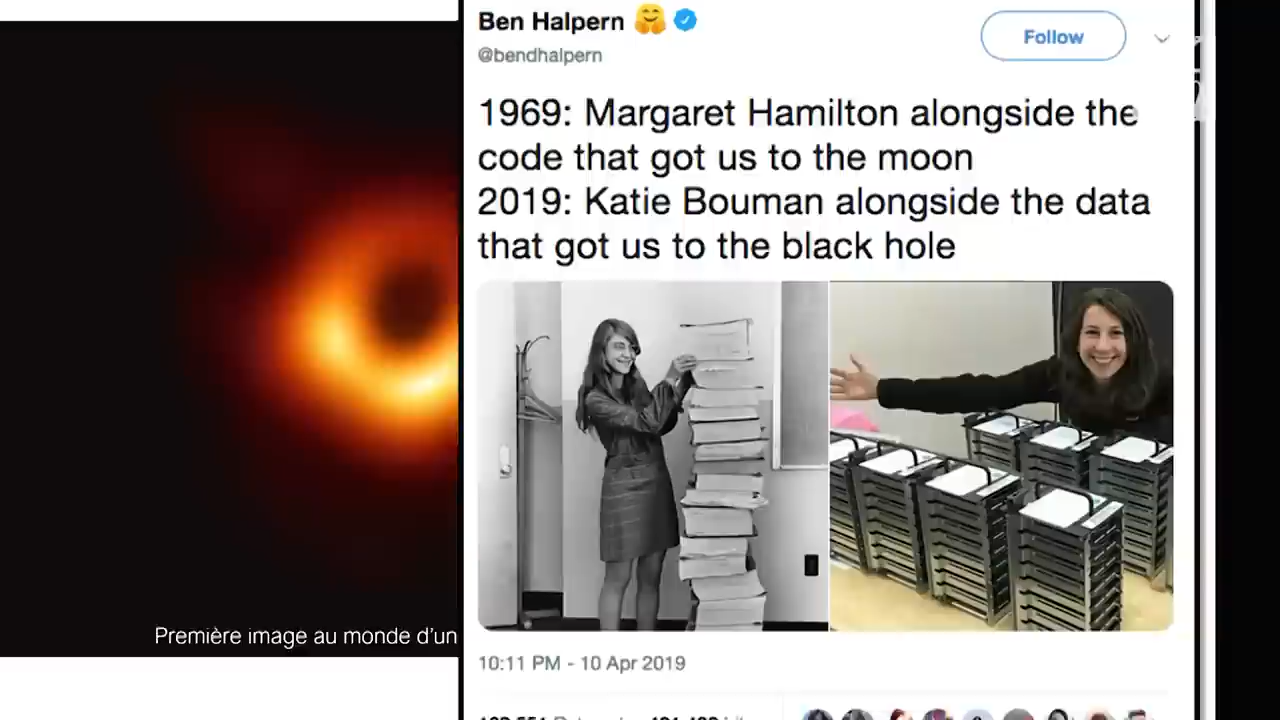 Ben Halpern
@bendhalpern
Follow
1969: Margaret Hamilton alongside the
code that got us to the moon
2019: Katie Bouman alongside the data
that got us to the black hole
10:11 PM - 10 Apr 2019
Première image au monde d'un